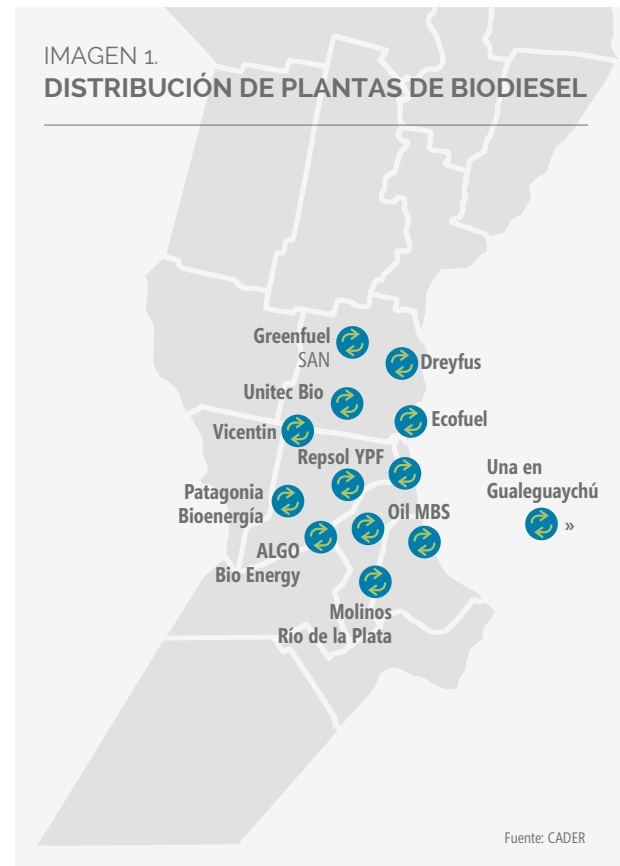 IMAGEN 1.
DISTRIBUCIÓN DE PLANTAS DE BIODIESEL
Greenfuel
SAN
Dreyfus
Unitec Bio
Ecofuel
Vicentin
Repsol YPF
Una en
Gualeguaychú
»
Patagonia
Bioenergía
Oil MBS
ALGO
Bio Energy
Molinos
Río de la Plata
Fuente: CADER